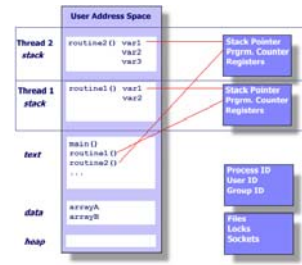 User Address Space
Thread 2
stack
routine2() var1
var2
var3
Stack Pointer
Prgrm. Counter
Registers
Thread 1
stack
routine1() var1
var2
Stack Pointer
Prgrm. Counter
Registers
text
main()
routine1()
routine2()
...
Process ID
User ID
Group ID
data
arrayA
arrayB
Files
Locks
Sockets
heap